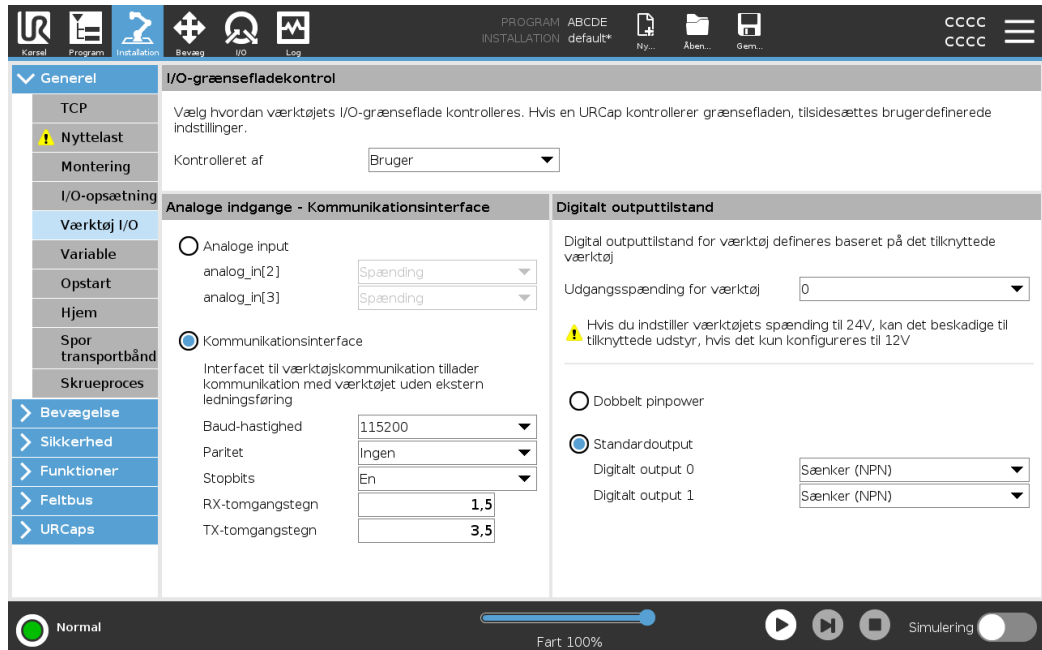 Kørsel
Program
Installation
Bevæg
I/O
Log
PROGRAM ABCDE
INSTALLATION default*
Ny...
Åben...
Gem...
CCCC
CCCC
Generel
TCP
Nyttelast
Montering
I/O-opsætning
Værktøj I/O
Variable
Opstart
Hjem
Spor
transportbånd
Skrueproces
Bevægelse
Sikkerhed
Funktioner
Feltbus
URCaps
I/O-grænsefladekontrol
Vælg hvordan værktøjets I/O-grænseflade kontrolleres. Hvis en URCap kontrollerer grænsefladen, tilsidesættes brugerdefinerede
indstillinger.
Kontrolleret af Bruger
Analoge indgange - Kommunikationsinterface
Analoge input
analog_in[2] Spænding
analog_in[3] Spænding
Kommunikationsinterface
Interfacet til værktøjskommunikation tillader
kommunikation med værktøjet uden ekstern
ledningsføring
Baud-hastighed 115200
Paritet Ingen
Stopbits En
RX-tomgangstegn 1,5
TX-tomgangstegn 3,5
Digitalt outputtilstand
Digital outputtilstand for værktøj defineres baseret på det tilknyttede
værktøj
Udgangsspænding for værktøj 0
Hvis du indstiller værktøjets spænding til 24V, kan det beskadige til
tilknyttede udstyr, hvis det kun konfigureres til 12V
Dobbelt pinpower
Standardoutput
Digitalt output 0 Sænker (NPN)
Digitalt output 1 Sænker (NPN)
Normal
Fart 100%
Simulering